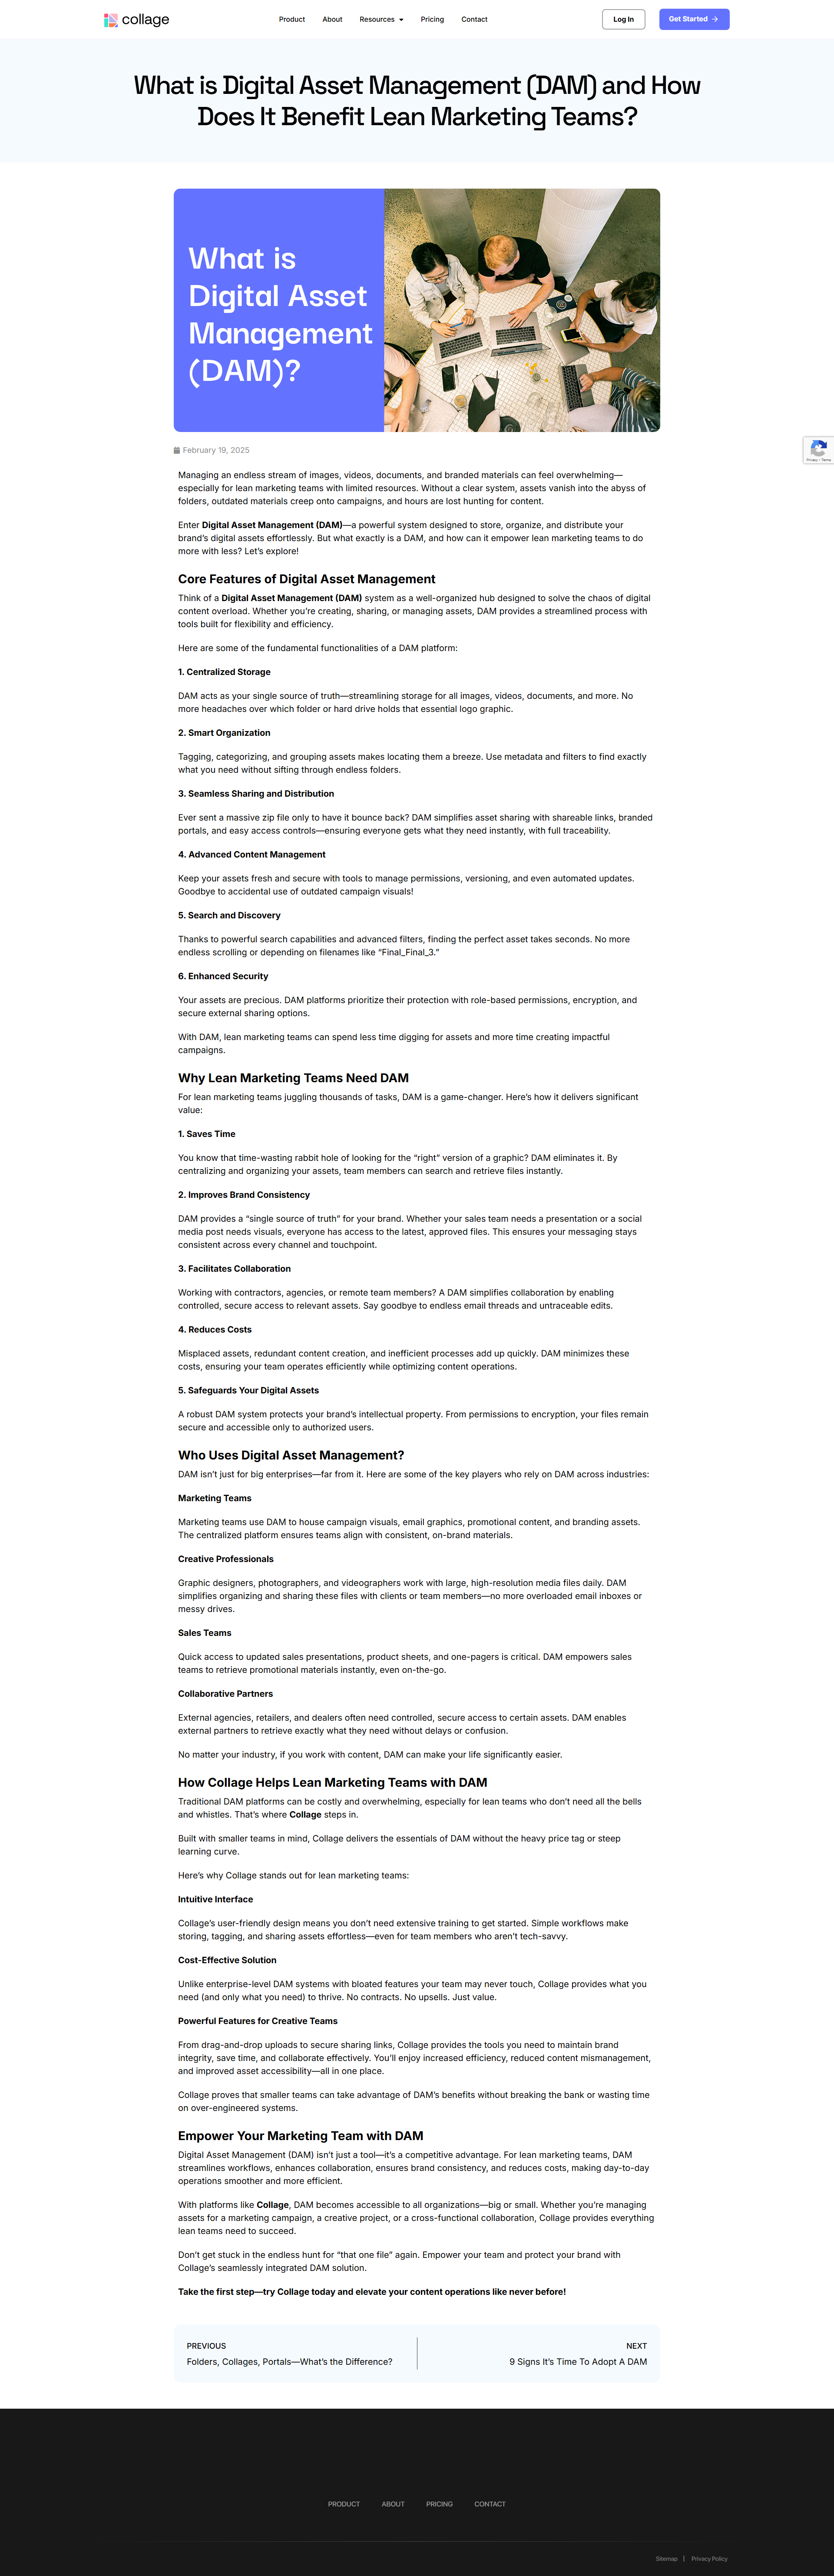 collage
Product
About
Resources
Pricing
Contact
Log In
Get Started
What is Digital Asset Management (DAM) and How
Does It Benefit Lean Marketing Teams?
What is
Digital Asset
Management
(DAM)?
February 19, 2025
Privacy - Terms
Managing an endless stream of images, videos, documents, and branded materials can feel overwhelming—
especially for lean marketing teams with limited resources. Without a clear system, assets vanish into the abyss of
folders, outdated materials creep onto campaigns, and hours are lost hunting for content.
Enter Digital Asset Management (DAM)—a powerful system designed to store, organize, and distribute your
brand’s digital assets effortlessly. But what exactly is a DAM, and how can it empower lean marketing teams to do
more with less? Let’s explore!
Core Features of Digital Asset Management
Think of a Digital Asset Management (DAM) system as a well-organized hub designed to solve the chaos of digital
content overload. Whether you’re creating, sharing, or managing assets, DAM provides a streamlined process with
tools built for flexibility and efficiency.
Here are some of the fundamental functionalities of a DAM platform:
1. Centralized Storage
DAM acts as your single source of truth—streamlining storage for all images, videos, documents, and more. No
more headaches over which folder or hard drive holds that essential logo graphic.
2. Smart Organization
Tagging, categorizing, and grouping assets makes locating them a breeze. Use metadata and filters to find exactly
what you need without sifting through endless folders.
3. Seamless Sharing and Distribution
Ever sent a massive zip file only to have it bounce back? DAM simplifies asset sharing with shareable links, branded
portals, and easy access controls—ensuring everyone gets what they need instantly, with full traceability.
4. Advanced Content Management
Keep your assets fresh and secure with tools to manage permissions, versioning, and even automated updates.
Goodbye to accidental use of outdated campaign visuals!
5. Search and Discovery
Thanks to powerful search capabilities and advanced filters, finding the perfect asset takes seconds. No more
endless scrolling or depending on filenames like “Final_Final_3.”
6. Enhanced Security
Your assets are precious. DAM platforms prioritize their protection with role-based permissions, encryption, and
secure external sharing options.
With DAM, lean marketing teams can spend less time digging for assets and more time creating impactful
campaigns.
Why Lean Marketing Teams Need DAM
For lean marketing teams juggling thousands of tasks, DAM is a game-changer. Here’s how it delivers significant
value:
1. Saves Time
You know that time-wasting rabbit hole of looking for the “right” version of a graphic? DAM eliminates it. By
centralizing and organizing your assets, team members can search and retrieve files instantly.
2. Improves Brand Consistency
DAM provides a “single source of truth” for your brand. Whether your sales team needs a presentation or a social
media post needs visuals, everyone has access to the latest, approved files. This ensures your messaging stays
consistent across every channel and touchpoint.
3. Facilitates Collaboration
Working with contractors, agencies, or remote team members? A DAM simplifies collaboration by enabling
controlled, secure access to relevant assets. Say goodbye to endless email threads and untraceable edits.
4. Reduces Costs
Misplaced assets, redundant content creation, and inefficient processes add up quickly. DAM minimizes these
costs, ensuring your team operates efficiently while optimizing content operations.
5. Safeguards Your Digital Assets
A robust DAM system protects your brand’s intellectual property. From permissions to encryption, your files remain
secure and accessible only to authorized users.
Who Uses Digital Asset Management?
DAM isn’t just for big enterprises—far from it. Here are some of the key players who rely on DAM across industries:
Marketing Teams
Marketing teams use DAM to house campaign visuals, email graphics, promotional content, and branding assets.
The centralized platform ensures teams align with consistent, on-brand materials.
Creative Professionals
Graphic designers, photographers, and videographers work with large, high-resolution media files daily. DAM
simplifies organizing and sharing these files with clients or team members—no more overloaded email inboxes or
messy drives.
Sales Teams
Quick access to updated sales presentations, product sheets, and one-pagers is critical. DAM empowers sales
teams to retrieve promotional materials instantly, even on-the-go.
Collaborative Partners
External agencies, retailers, and dealers often need controlled, secure access to certain assets. DAM enables
external partners to retrieve exactly what they need without delays or confusion.
No matter your industry, if you work with content, DAM can make your life significantly easier.
How Collage Helps Lean Marketing Teams with DAM
Traditional DAM platforms can be costly and overwhelming, especially for lean teams who don’t need all the bells
and whistles. That’s where Collage steps in.
Built with smaller teams in mind, Collage delivers the essentials of DAM without the heavy price tag or steep
learning curve.
Here’s why Collage stands out for lean marketing teams:
Intuitive Interface
Collage’s user-friendly design means you don’t need extensive training to get started. Simple workflows make
storing, tagging, and sharing assets effortless—even for team members who aren’t tech-savvy.
Cost-Effective Solution
Unlike enterprise-level DAM systems with bloated features your team may never touch, Collage provides what you
need (and only what you need) to thrive. No contracts. No upsells. Just value.
Powerful Features for Creative Teams
From drag-and-drop uploads to secure sharing links, Collage provides the tools you need to maintain brand
integrity, save time, and collaborate effectively. You’ll enjoy increased efficiency, reduced content mismanagement,
and improved asset accessibility—all in one place.
Collage proves that smaller teams can take advantage of DAM’s benefits without breaking the bank or wasting time
on over-engineered systems.
Empower Your Marketing Team with DAM
Digital Asset Management (DAM) isn’t just a tool—it’s a competitive advantage. For lean marketing teams, DAM
streamlines workflows, enhances collaboration, ensures brand consistency, and reduces costs, making day-to-day
operations smoother and more efficient.
With platforms like Collage, DAM becomes accessible to all organizations—big or small. Whether you’re managing
assets for a marketing campaign, a creative project, or a cross-functional collaboration, Collage provides everything
lean teams need to succeed.
Don’t get stuck in the endless hunt for “that one file” again. Empower your team and protect your brand with
Collage’s seamlessly integrated DAM solution.
Take the first step—try Collage today and elevate your content operations like never before!
PREVIOUS
Folders, Collages, Portals—What’s the Difference?
NEXT
9 Signs It’s Time To Adopt A DAM
PRODUCT
ABOUT
PRICING
CONTACT
Sitemap | Privacy Policy